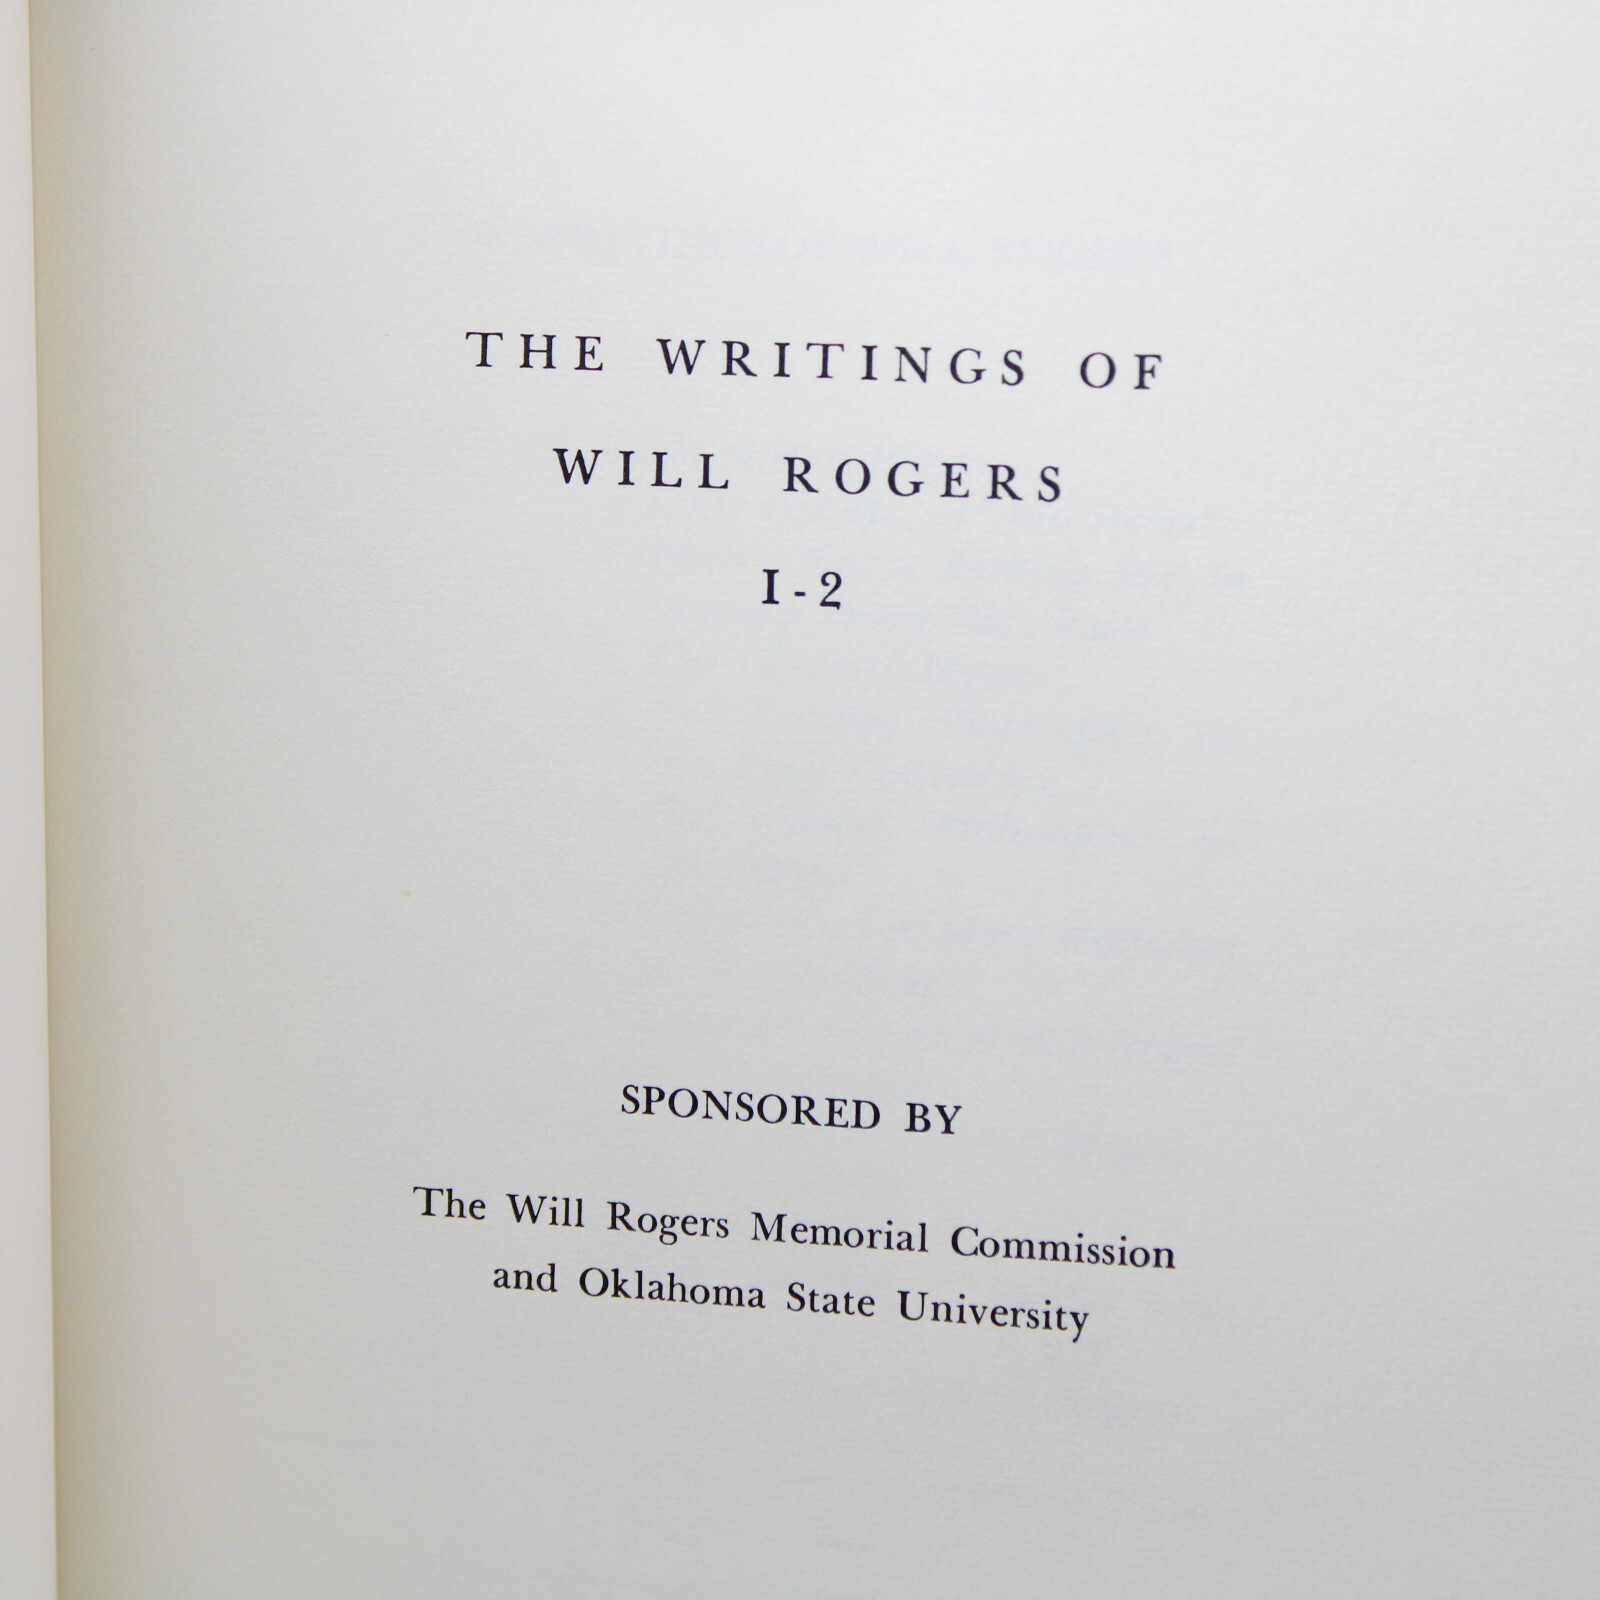 THE WRITINGS OF
WILL ROGERS
I-2
SPONSORED BY
The Will Rogers Memorial Commission
and Oklahoma State University